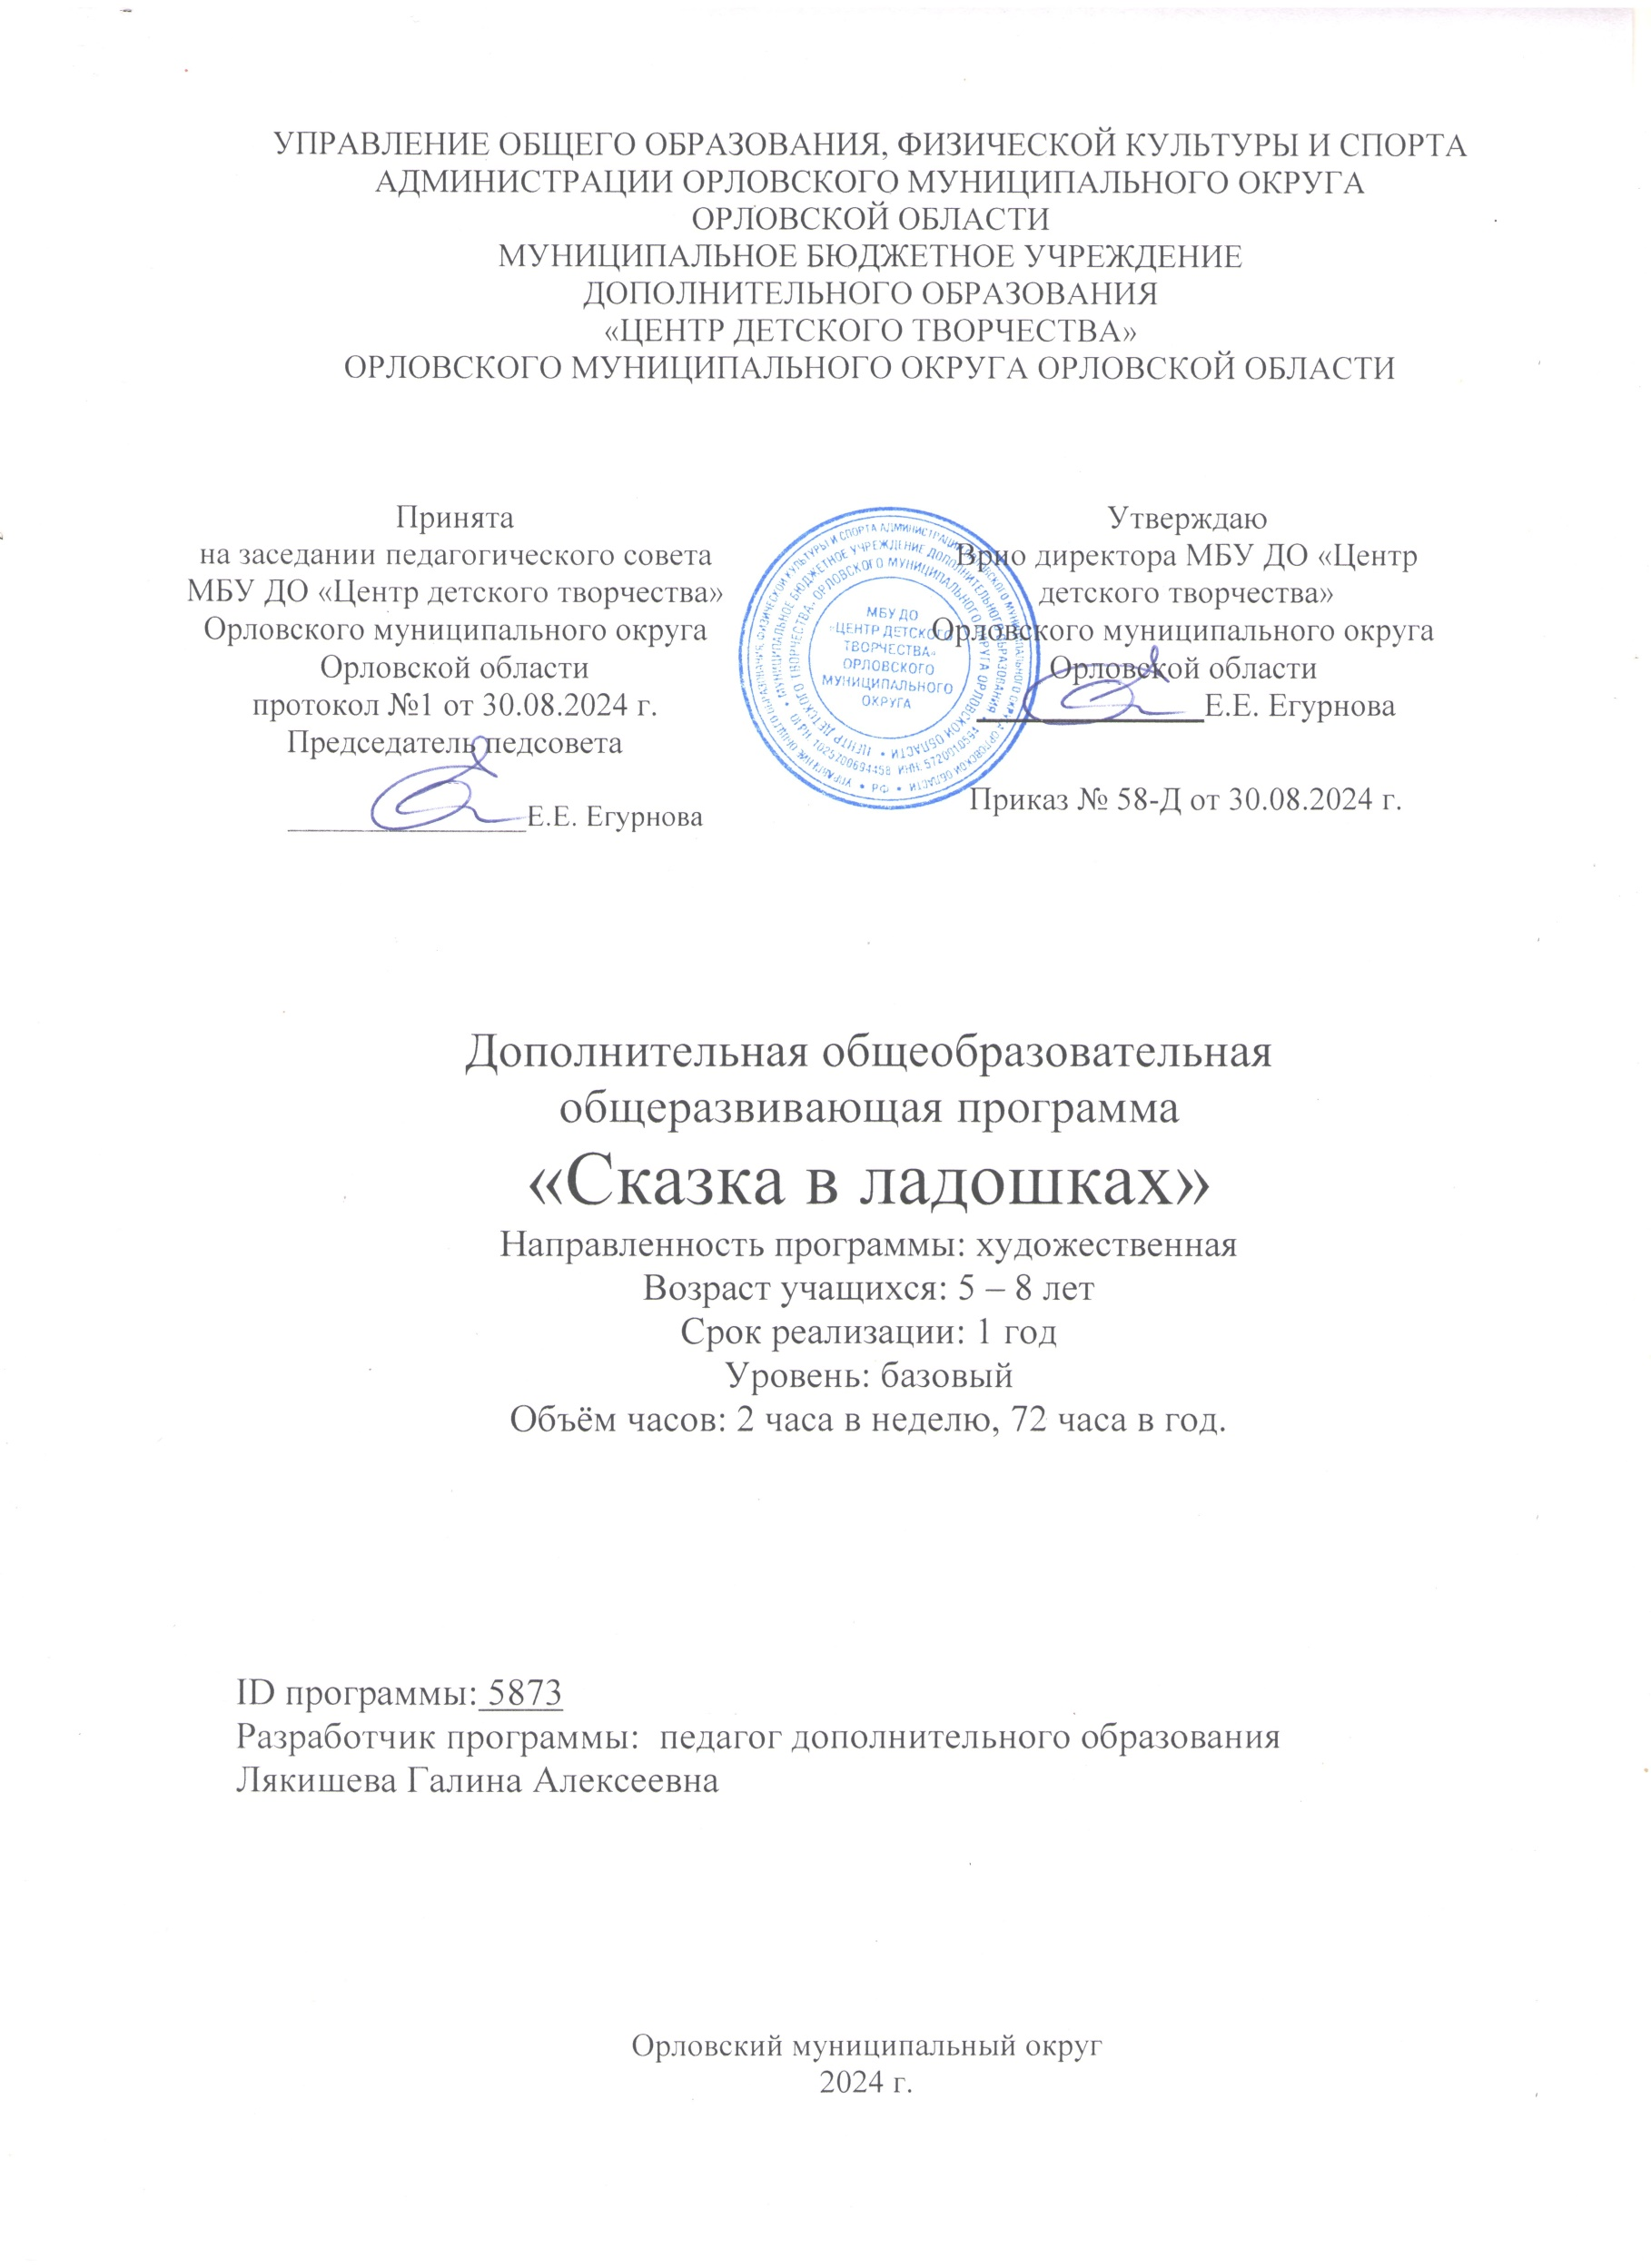 УПРАВЛЕНИЕ ОБЩЕГО ОБРАЗОВАНИЯ, ФИЗИЧЕСКОЙ КУЛЬТУРЫ И СПОРТА
АДМИНИСТРАЦИИ ОРЛОВСКОГО МУНИЦИПАЛЬНОГО ОКРУГА
ОРЛОВСКОЙ ОБЛАСТИ
МУНИЦИПАЛЬНОЕ БЮДЖЕТНОЕ УЧРЕЖДЕНИЕ
ДОПОЛНИТЕЛЬНОГО ОБРАЗОВАНИЯ
«ЦЕНТР ДЕТСКОГО ТВОРЧЕСТВА»
ОРЛОВСКОГО МУНИЦИПАЛЬНОГО ОКРУГА ОРЛОВСКОЙ ОБЛАСТИ
Принята
на заседании педагогического совета
МБУ ДО «Центр детского творчества»
Орловского муниципального округа
Орловской области
протокол №1 от 30.08.2024 г.
Председатель педсовета
Е.Е. Егурнова
МБУ ДО
«ЦЕНТР ДЕТСКОГО
ТВОРЧЕСТВА»
ОРЛОВСКОГО
МУНИЦИПАЛЬНОГО
ОКРУГА
Утверждаю
Врио директора МБУ ДО «Центр
детского творчества»
Орловского муниципального округа
Орловской области
Е.Е. Егурнова
Приказ № 58-Д от 30.08.2024 г.
Дополнительная общеобразовательная
общеразвивающая программа
«Сказка в ладошках»
Направленность программы: художественная
Возраст учащихся: 5 – 8 лет
Срок реализации: 1 год
Уровень: базовый
Объём часов: 2 часа в неделю, 72 часа в год.
ID программы: 5873
Разработчик программы: педагог дополнительного образования
Лякишева Галина Алексеевна
Орловский муниципальный округ
2024 г.